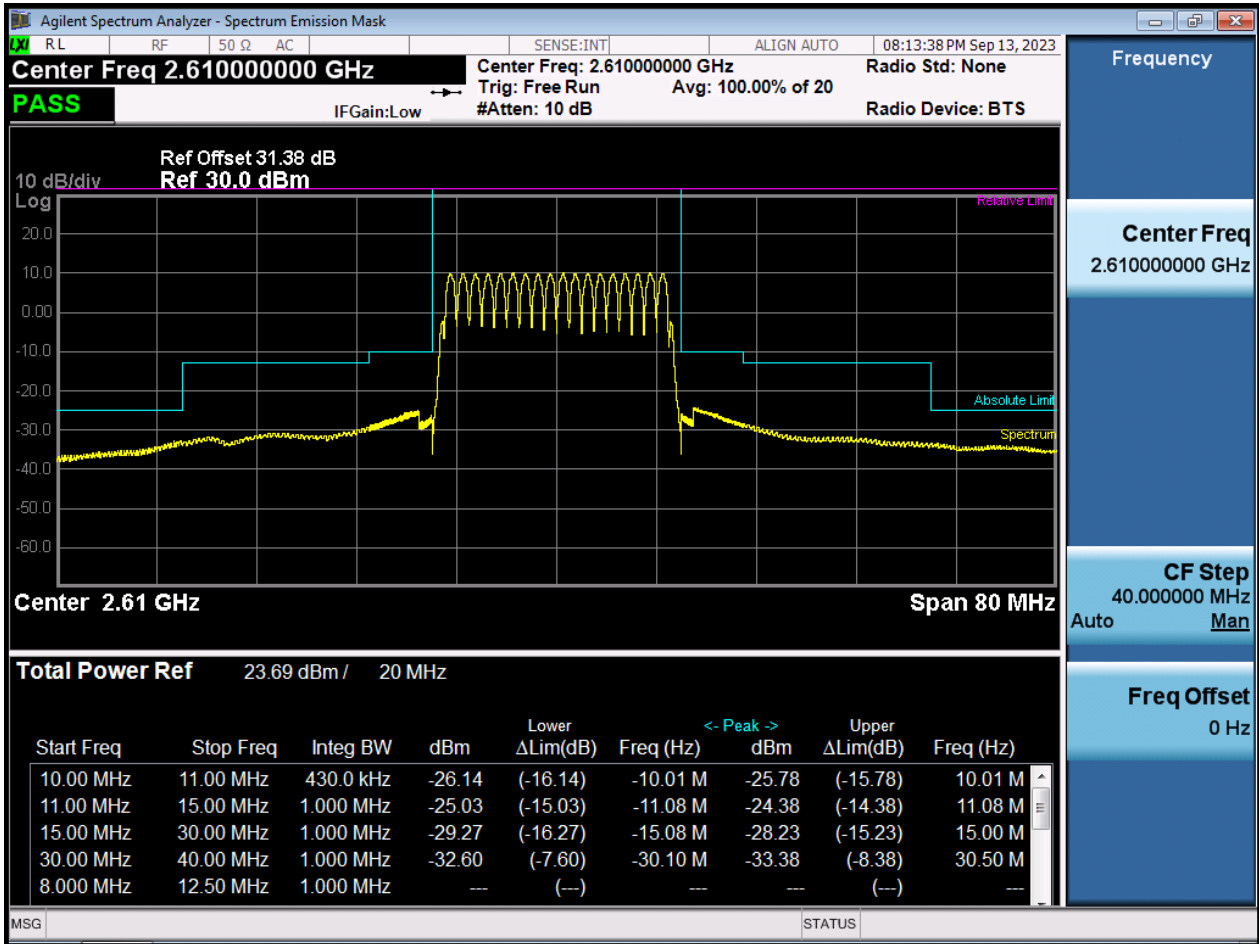 Agilent Spectrum Analyzer - Spectrum Emission Mask
LXI RL RF 50 Ω AC SENSE:INT ALIGN AUTO 08:13:38 PM Sep 13, 2023
Center Freq 2.610000000 GHz Center Freq: 2.610000000 GHz Radio Std: None
Trig: Free Run Avg: 100.00% of 20
PASS IFGain:Low #Atten: 10 dB Radio Device: BTS
Ref Offset 31.38 dB
10 dB/div Ref 30.0 dBm
Log
Relative Limit
20.0
10.0
0.00
-10.0
-20.0
Absolute Limit
-30.0
Spectrum
-40.0
-50.0
-60.0
Center 2.61 GHz Span 80 MHz
Total Power Ref 23.69 dBm / 20 MHz
Lower <- Peak -> Upper
Start Freq Stop Freq Integ BW dBm ΔLim(dB) Freq (Hz) dBm ΔLim(dB) Freq (Hz)
10.00 MHz 11.00 MHz 430.0 kHz -26.14 (-16.14) -10.01 M -25.78 (-15.78) 10.01 M
11.00 MHz 15.00 MHz 1.000 MHz -25.03 (-15.03) -11.08 M -24.38 (-14.38) 11.08 M
15.00 MHz 30.00 MHz 1.000 MHz -29.27 (-16.27) -15.08 M -28.23 (-15.23) 15.00 M
30.00 MHz 40.00 MHz 1.000 MHz -32.60 (-7.60) -30.10 M -33.38 (-8.38) 30.50 M
8.000 MHz 12.50 MHz 1.000 MHz --- (---) --- --- (---) ---
MSG STATUS
Frequency
Center Freq
2.610000000 GHz
CF Step
40.000000 MHz
Auto Man
Freq Offset
0 Hz